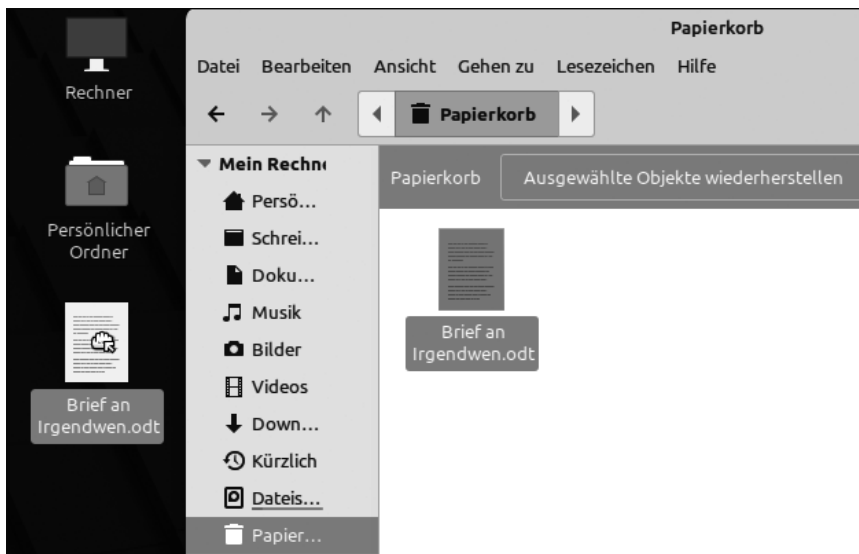 Rechner
Persönlicher
Ordner
Brief an
Irgendwen.odt
Papierkorb
Datei Bearbeiten Ansicht Gehen zu Lesezeichen Hilfe
Papierkorb
Mein Rechne
Persö...
Schrei...
Doku...
Musik
Bilder
Videos
Down...
Kürzlich
Dateis...
Papier...
Papierkorb Ausgewählte Objekte wiederherstellen
Brief an
Irgendwen.odt